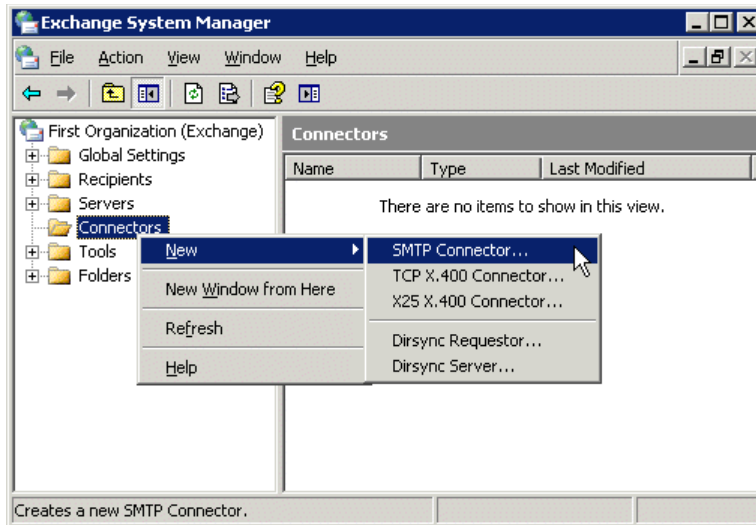 Exchange System Manager
File Action View Window Help
First Organization (Exchange)
Global Settings
Recipients
Servers
Connectors
Tools
Folders
Connectors
Name Type Last Modified
There are no items to show in this view.
New
New Window from Here
Refresh
Help
SMTP Connector...
TCP X.400 Connector...
X25 X.400 Connector...
Dirsync Requestor...
Dirsync Server...
Creates a new SMTP Connector.